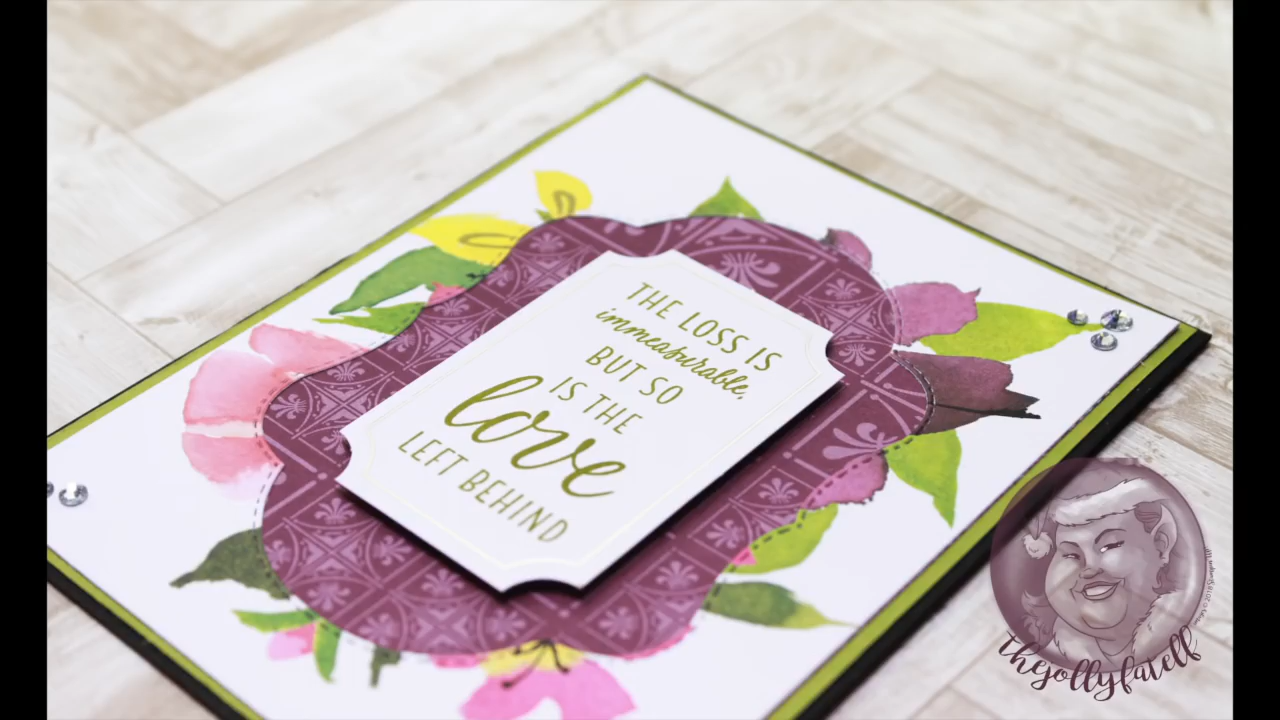 THE LOSS IS
immeasurable,
BUT SO
IS THE
love
LEFT BEHIND
thejollyfatelf